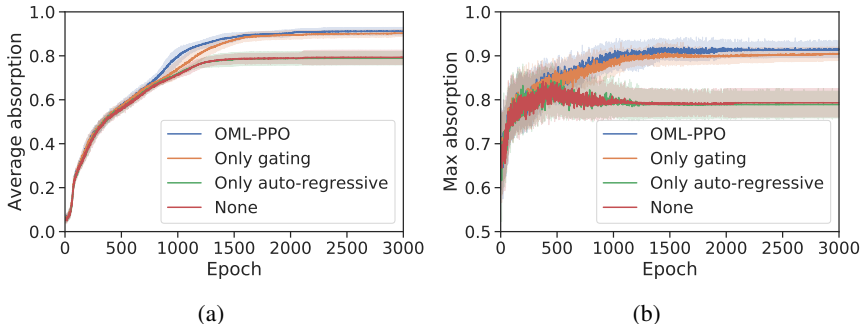 Average absorption
1.0
0.8
0.6
0.4
0.2
0.0
OML-PPO
Only gating
Only auto-regressive
None
0 500 1000 1500 2000 2500 3000
Epoch
(a)
Max absorption
1.0
0.9
0.8
0.7
0.6
0.5
OML-PPO
Only gating
Only auto-regressive
None
0 500 1000 1500 2000 2500 3000
Epoch
(b)